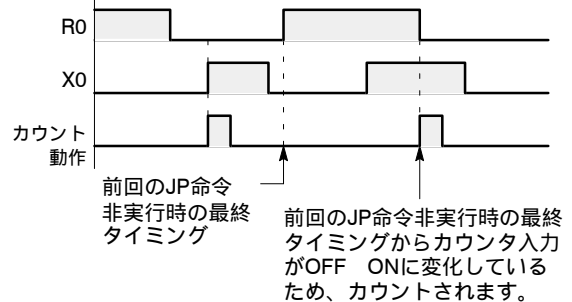 R0
X0
カウント
動作
前回のJP命令
非実行時の最終
タイミング
前回のJP命令非実行時の最終
タイミングからカウンタ入力
がOFF　ONに変化している
ため、カウントされます。